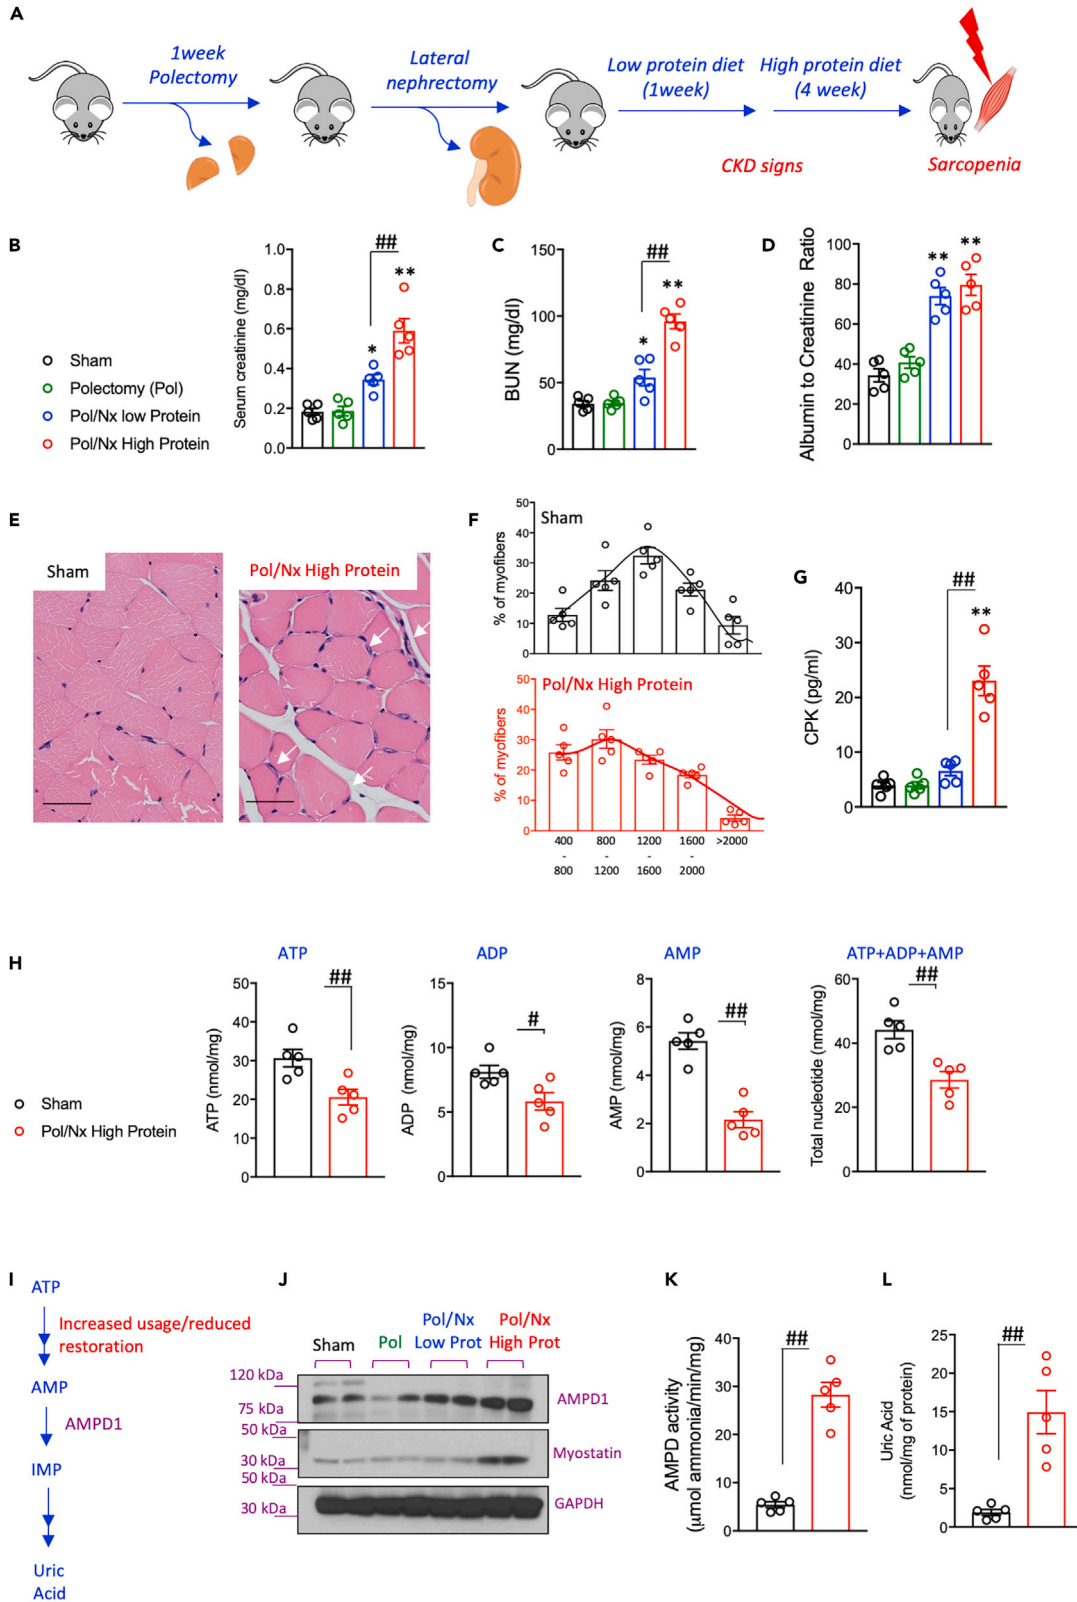 A
1week
Polectomy
Lateral
nephrectomy
Low protein diet
(1week)
High protein diet
(4 week)
CKD signs
Sarcopenia
B
Sham
Polectomy (Pol)
Pol/Nx low Protein
Pol/Nx High Protein
Serum creatinine (mg/dl)
1.0
0.8
0.6
0.4
0.2
0.0
*
##
**
C
BUN (mg/dl)
150
100
50
0
*
##
**
D
Albumin to Creatinine Ratio
100
80
60
40
20
0
**
**
E
Sham
Pol/Nx High Protein
F
Sham
% of myofibers
50
40
30
20
10
0
Pol/Nx High Protein
% of myofibers
50
40
30
20
10
0
400 800 1200 1600 >2000
- - - -
800 1200 1600 2000
G
CPK (pg/ml)
40
30
20
10
0
##
**
H
Sham
Pol/Nx High Protein
ATP
ATP (nmol/mg)
50
40
30
20
10
0
##
ADP
ADP (nmol/mg)
15
10
5
0
#
AMP
AMP (nmol/mg)
8
6
4
2
0
##
ATP+ADP+AMP
Total nucleotide (nmol/mg)
60
40
20
0
##
I
ATP
Increased usage/reduced
restoration
AMP
AMPD1
IMP
Uric
Acid
J
Sham
Pol
Pol/Nx
Low Prot
Pol/Nx
High Prot
120 kDa
75 kDa
AMPD1
50 kDa
30 kDa
Myostatin
50 kDa
30 kDa
GAPDH
K
AMPD activity
(μmol ammonia/min/mg)
40
30
20
10
0
##
L
Uric Acid
(nmol/mg of protein)
25
20
15
10
5
0
##